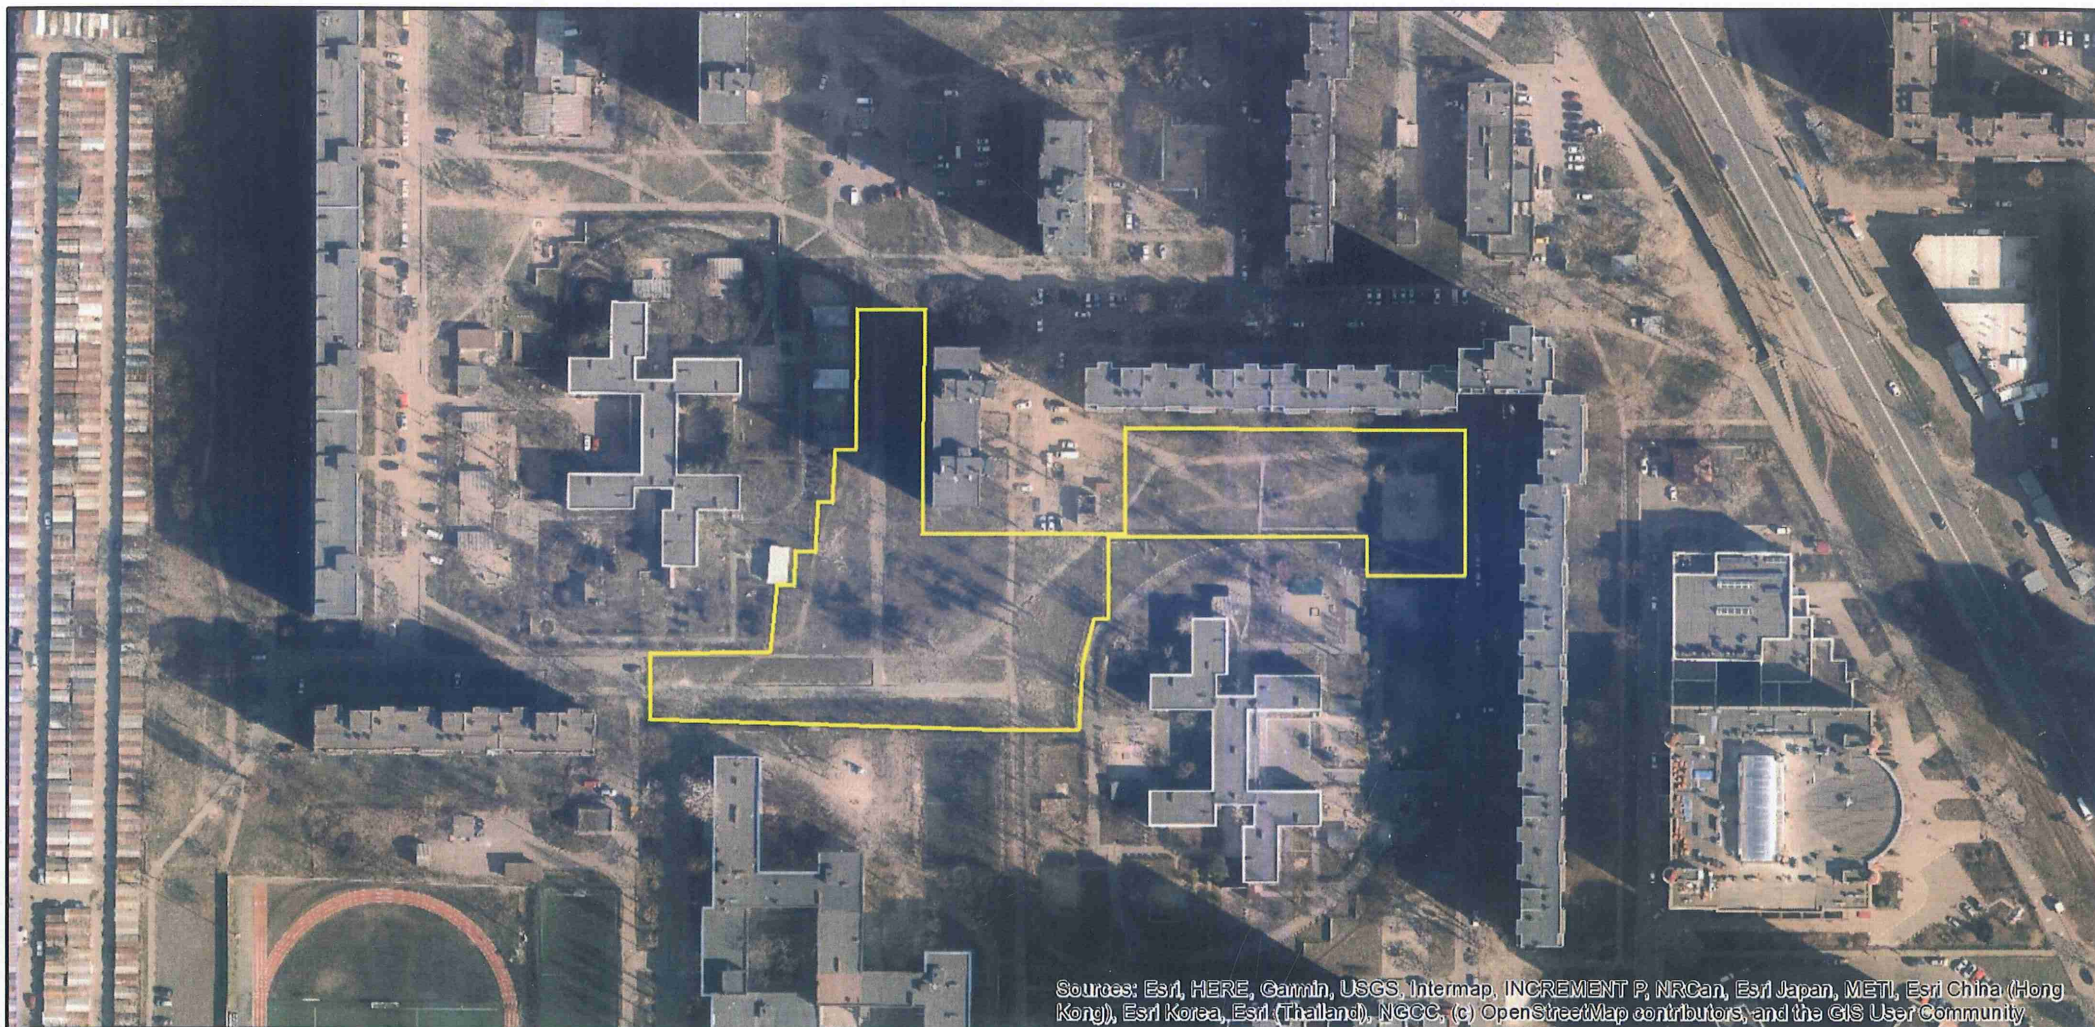 Sources: Esri, HERE, Garmin, USGS, Intermap, INCREMENT P, NRCan, Esri Japan, METI, Esri China (Hong
Kong), Esri Korea, Esri (Thailand), NGCC, (c) OpenStreetMap contributors, and the GIS User Community